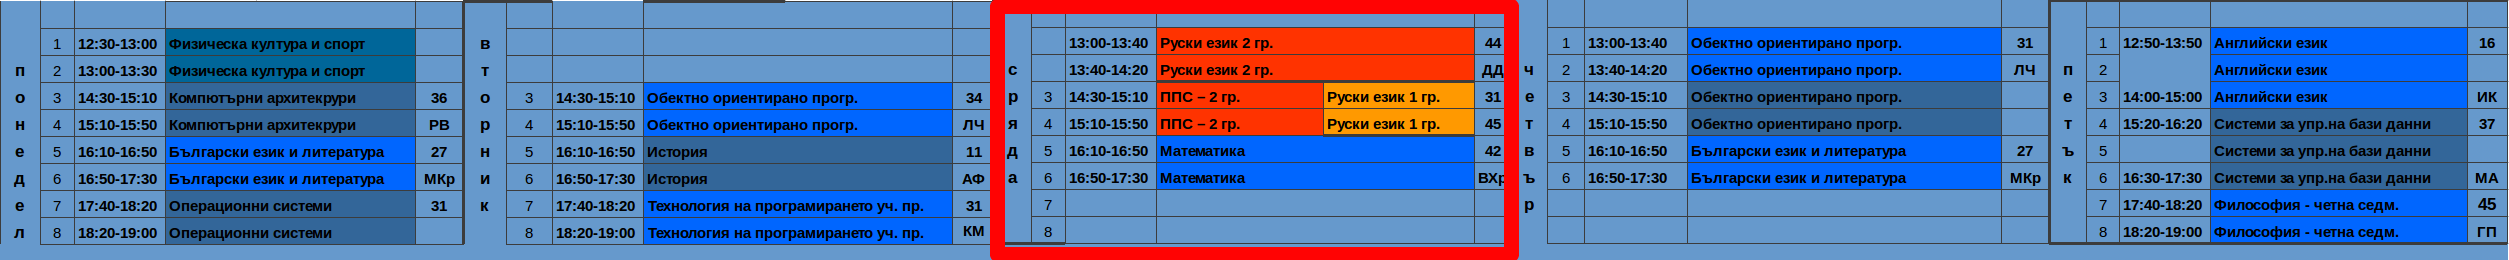 понедел
1 12:30-13:00 Физическа култура и спорт
2 13:00-13:30 Физическа култура и спорт
3 14:30-15:10 Компютърни архитекрури 36
4 15:10-15:50 Компютърни архитекрури РВ
5 16:10-16:50 Български език и литература 27
6 16:50-17:30 Български език и литература МКр
7 17:40-18:20 Операционни системи 31
8 18:20-19:00 Операционни системи
вторник
3 14:30-15:10 Обектно ориентирано прогр. 34
4 15:10-15:50 Обектно ориентирано прогр. ЛЧ
5 16:10-16:50 История 11
6 16:50-17:30 История АФ
7 17:40-18:20 Технология на програмирането уч. пр. 31
8 18:20-19:00 Технология на програмирането уч. пр. КМ
сряда
13:00-13:40 Руски език 2 гр. 44
13:40-14:20 Руски език 2 гр. ДД
3 14:30-15:10 ППС – 2 гр. Руски език 1 гр. 31
4 15:10-15:50 ППС – 2 гр. Руски език 1 гр. 45
5 16:10-16:50 Математика 42
6 16:50-17:30 Математика ВХр
7
8
четвър
1 13:00-13:40 Обектно ориентирано прогр. 31
2 13:40-14:20 Обектно ориентирано прогр. ЛЧ
3 14:30-15:10 Обектно ориентирано прогр.
4 15:10-15:50 Обектно ориентирано прогр.
5 16:10-16:50 Български език и литература 27
6 16:50-17:30 Български език и литература МКр
петък
1 12:50-13:50 Английски език 16
2 Английски език
3 14:00-15:00 Английски език ИК
4 15:20-16:20 Системи за упр.на бази данни 37
5 Системи за упр.на бази данни
6 16:30-17:30 Системи за упр.на бази данни МА
7 17:40-18:20 Философия - четна седм. 45
8 18:20-19:00 Философия - четна седм. ГП